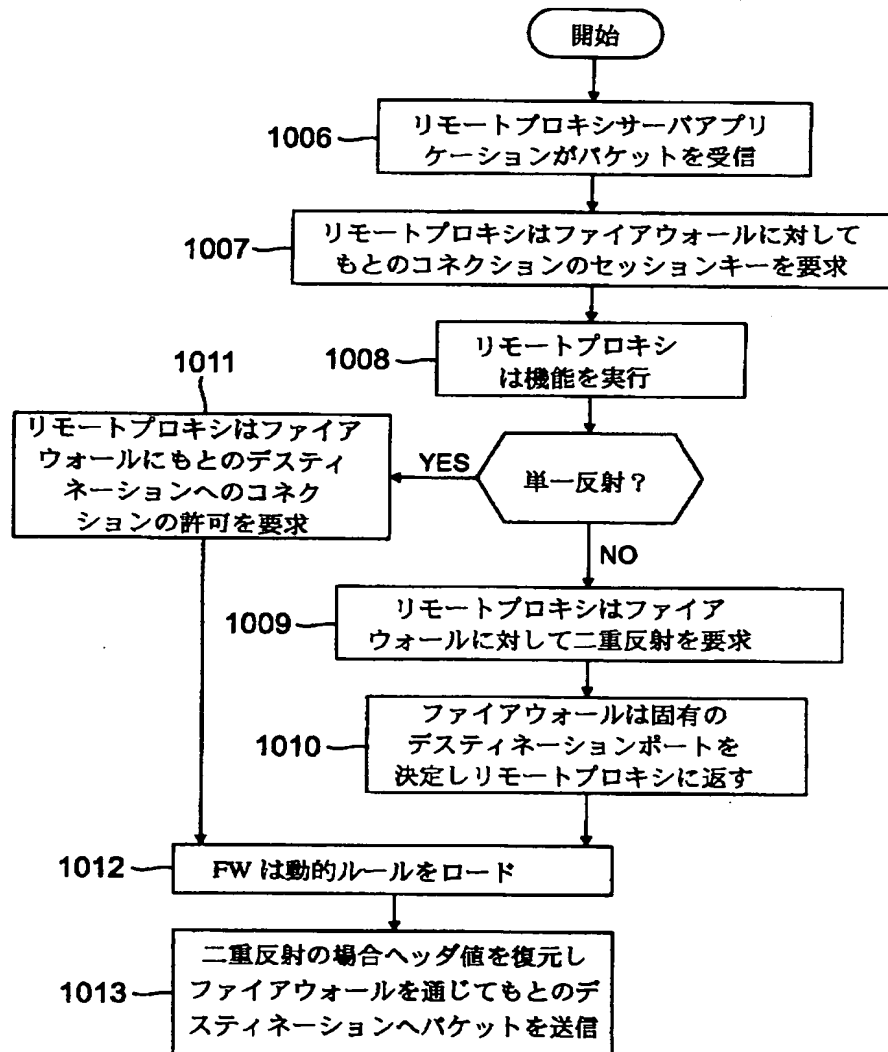 開始
1006
リモートプロキシサーバアプリ
ケーションがパケットを受信
1007
リモートプロキシはファイアウォールに対して
もとのコネクションのセッションキーを要求
1008
リモートプロキシ
は機能を実行
1011
リモートプロキシはファイア
ウォールにもとのデスティ
ネーションへのコネク
ションの許可を要求
YES
単一反射？
NO
1009
リモートプロキシはファイア
ウォールに対して二重反射を要求
1010
ファイアウォールは固有の
デスティネーションポートを
決定しリモートプロキシに返す
1012
FW は動的ルールをロード
1013
二重反射の場合ヘッダ値を復元し
ファイアウォールを通じてもとのデ
スティネーションへパケットを送信